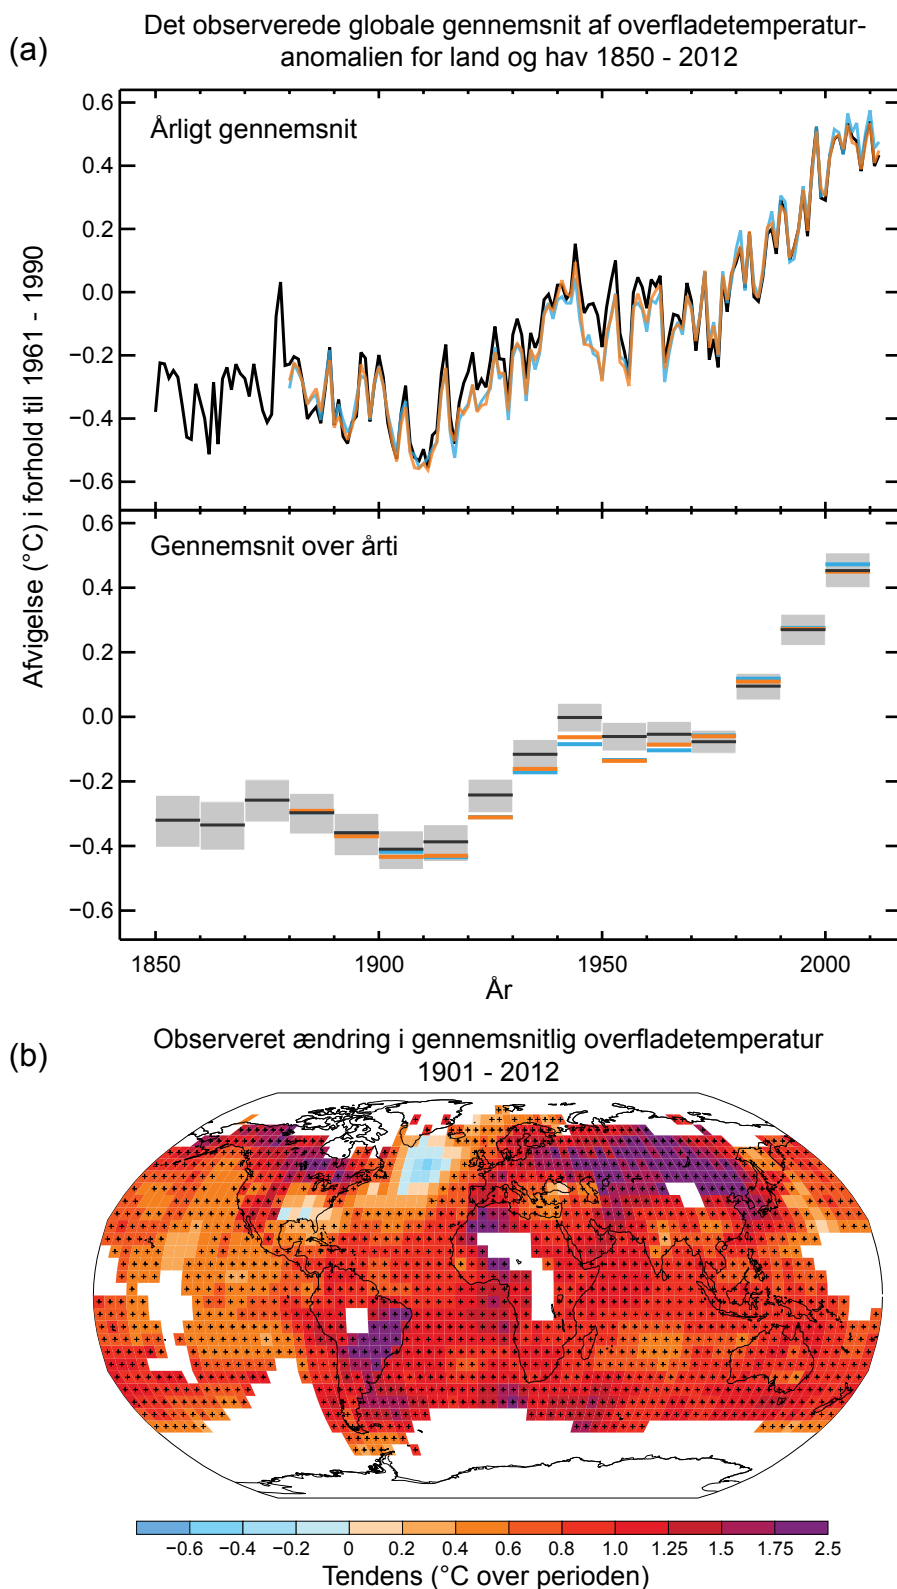 (a)
Det observerede globale gennemsnit af overfladetemperatur-
anomalien for land og hav 1850 - 2012
Årligt gennemsnit
0.6
0.4
0.2
0.0
−0.2
−0.4
−0.6
Gennemsnit over årti
0.6
0.4
0.2
0.0
−0.2
−0.4
−0.6
Afvigelse (°C) i forhold til 1961 - 1990
1850 1900 1950 2000
År
(b)
Observeret ændring i gennemsnitlig overfladetemperatur
1901 - 2012
−0.6 −0.4 −0.2 0 0.2 0.4 0.6 0.8 1.0 1.25 1.5 1.75 2.5
Tendens (°C over perioden)